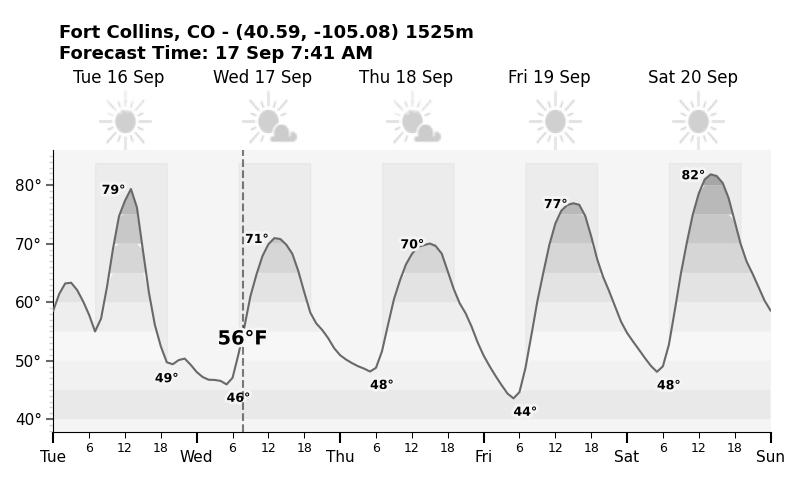 Fort Collins, CO - (40.59, -105.08) 1525m
Forecast Time: 17 Sep 7:41 AM
Tue 16 Sep Wed 17 Sep Thu 18 Sep Fri 19 Sep Sat 20 Sep
80°
70°
60°
50°
40°
79°
49°
46°
56°F
71°
48°
70°
44°
77°
48°
82°
6 12 18 6 12 18 6 12 18 6 12 18 6 12 18
Tue Wed Thu Fri Sat Sun